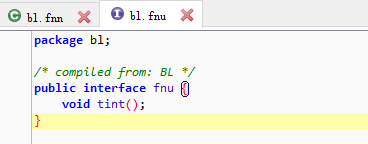 bl.fnn bl.fnu
package bl;
/* compiled from: BL */
public interface fnu {
void tint();
}